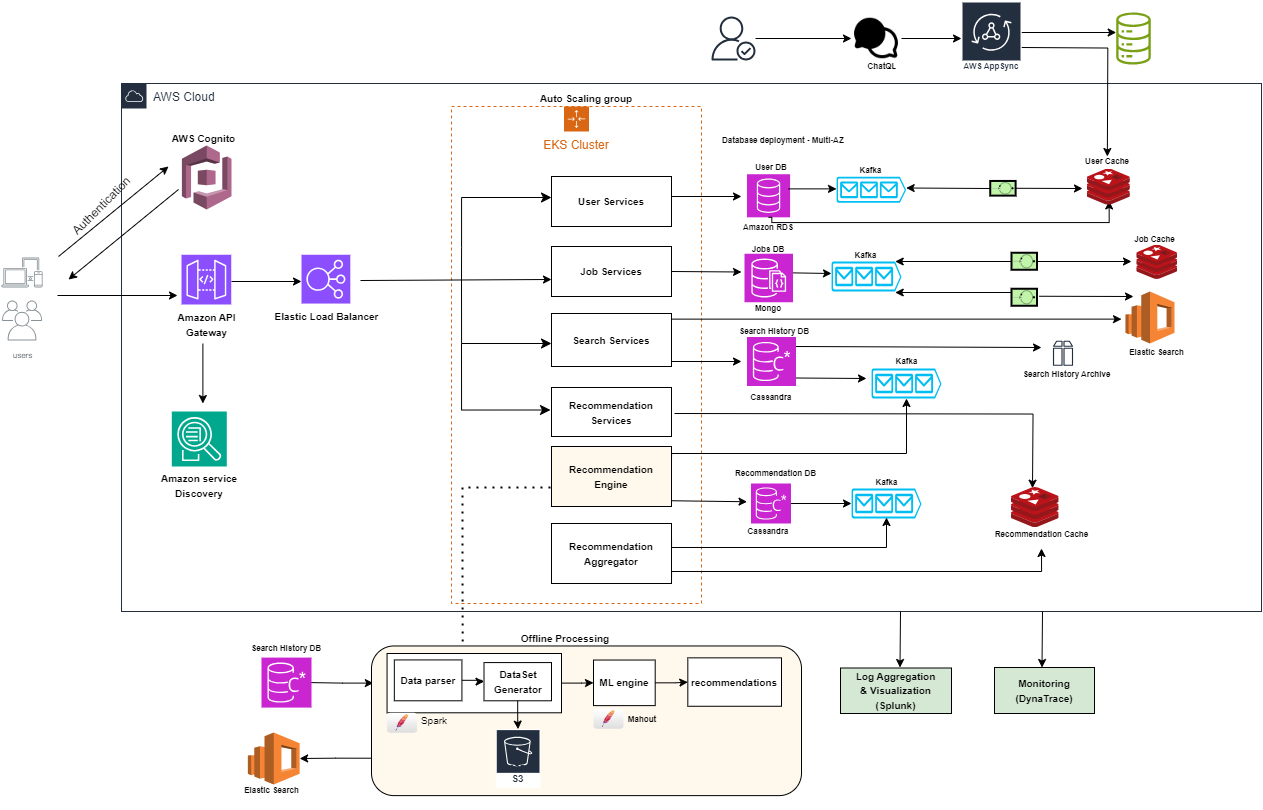 ChatQL
AWS AppSync
AWS Cloud
Auto Scaling group
EKS Cluster
AWS Cognito
Authentication
users
Amazon API
Gateway
Elastic Load Balancer
Amazon service
Discovery
User Services
Job Services
Search Services
Recommendation
Services
Recommendation
Engine
Recommendation
Aggregator
Database deployment - Multi-AZ
User DB
Amazon RDS
Kafka
User Cache
Jobs DB
Mongo
Kafka
Job Cache
Elastic Search
Search History DB
Cassandra
Kafka
Search History Archive
Recommendation DB
Cassandra
Kafka
Recommendation Cache
Offline Processing
Search History DB
Data parser
DataSet
Generator
Spark
ML engine
Mahout
recommendations
S3
Elastic Search
Log Aggregation
& Visualization
(Splunk)
Monitoring
(DynaTrace)